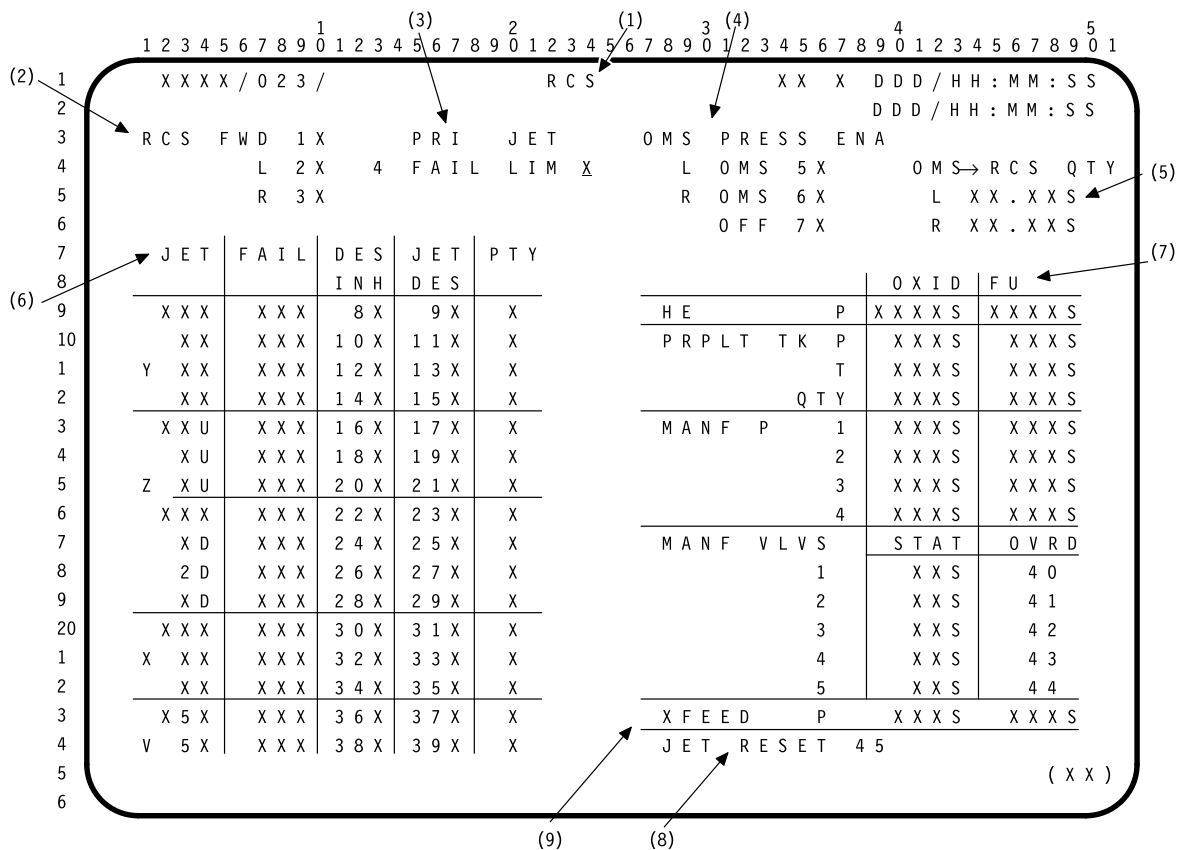 (3) (1) (4)
1 2 4 5
1 2 3 4 5 6 7 8 9 0 1 2 3 4 5 6 7 8 9 0 1 2 3 4 5 6 7 8 9 0 1 2 3 4 5 6 7 8 9 0 1 2 3 4 5 6 7 8 9 0 1
(2) 1 XXXX/023/ RCS XX X DDD/HH:MM:SS
2 DDD/HH:MM:SS
3 RCS FWD 1X PRI JET OMS PRESS ENA
4 L 2X 4 FAIL LIM X L OMS 5X OMS→RCS QTY
5 R 3X R OMS 6X L XX.XXS (5)
6 OFF 7X R XX.XXS
7 JET FAIL DES JET PTY (7)
8 INH DES OXID FU
(6) 9 XXX XXX 8X 9X X HE P XXXXS XXXXS
10 XX XXX 10X 11X X PRPLT TK P XXXS XXXS
1 Y XX XXX 12X 13X X T XXXS XXXS
2 XX XXX 14X 15X X QTY XXXS XXXS
3 XXU XXX 16X 17X X MANF P 1 XXXS XXXS
4 XU XXX 18X 19X X 2 XXXS XXXS
5 Z XU XXX 20X 21X X 3 XXXS XXXS
6 XXX XXX 22X 23X X 4 XXXS XXXS
7 XD XXX 24X 25X X MANF VLVS STAT OVRD
8 2D XXX 26X 27X X 1 XXS 40
9 XD XXX 28X 29X X 2 XXS 41
20 XXX XXX 30X 31X X 3 XXS 42
1 X XX XXX 32X 33X X 4 XXS 43
2 XX XXX 34X 35X X 5 XXS 44
3 X5X XXX 36X 37X X XFEED P XXXS XXXS
4 V 5X XXX 38X 39X X JET RESET 45
5 (XX)
6
(9) (8)